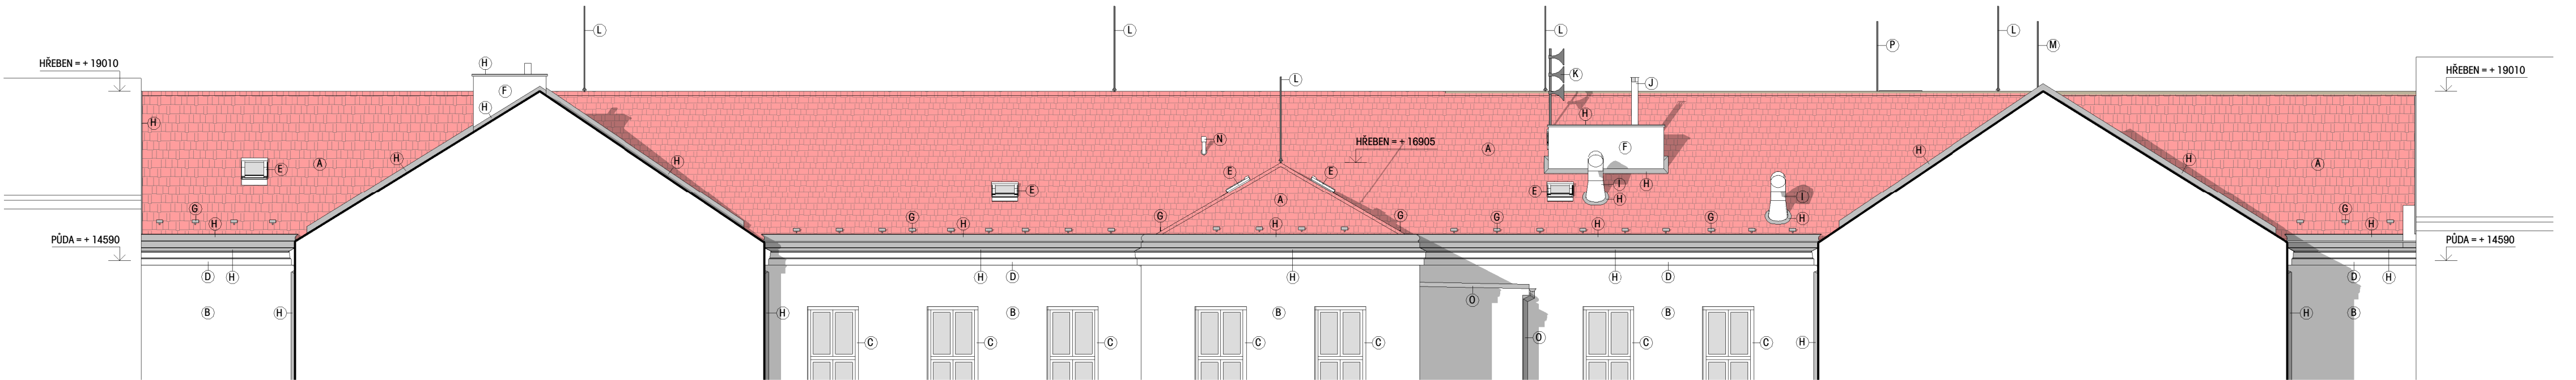 L
L
L
P
L
M
HŘEBEN = + 19010
H
K
J
HŘEBEN = + 19010
L
F
H
H
H
N
HŘEBEN = + 16905
A
F
H
H
A
E
H
H
E
E
E
I
H
H
H
A
A
I
H
G
H
G
H
G
A
H
G
G
H
G
H
G
H
PŮDA = + 14590
PŮDA = + 14590
D
H
H
D
H
H
D
D
H
O
B
H
H
B
B
B
H
B
O
C
C
C
C
C
C
H
C